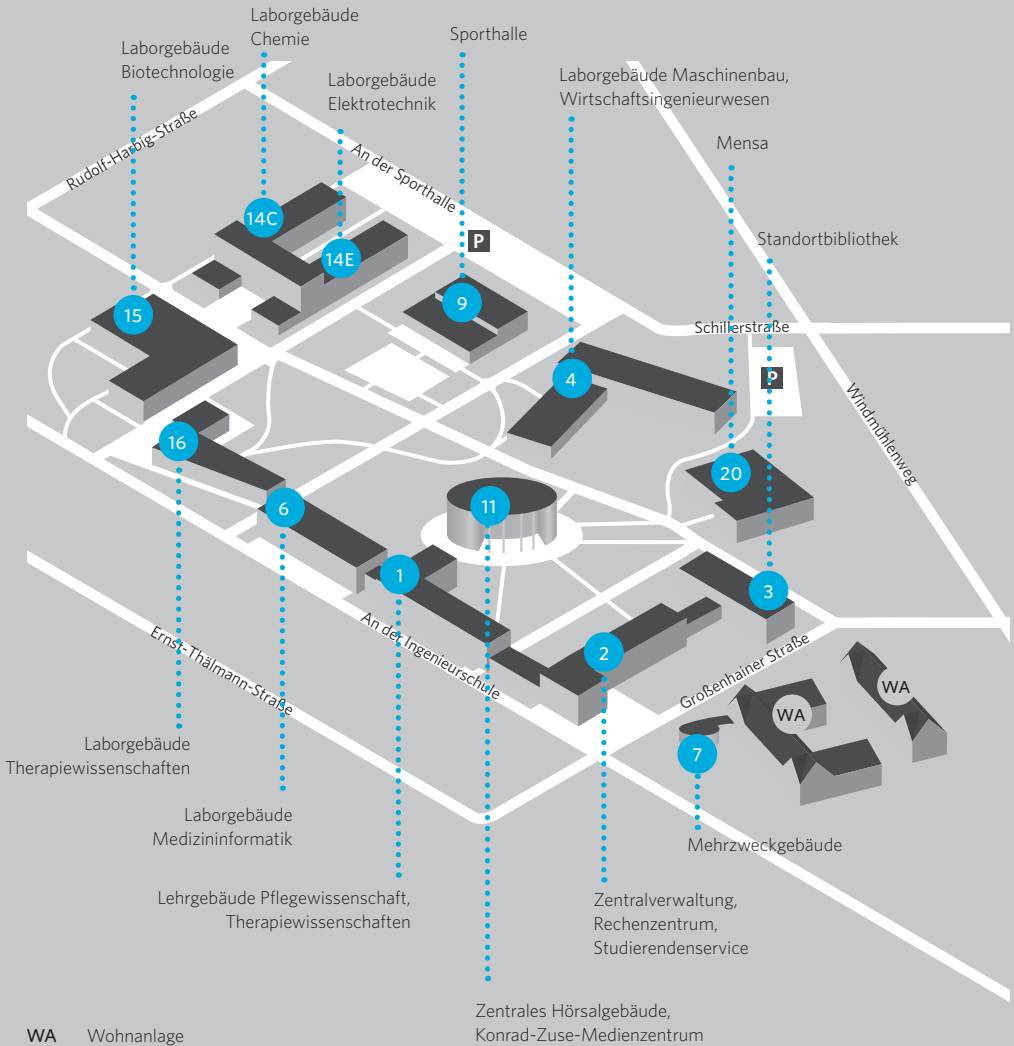 Laborgebäude
Chemie
Sporthalle
Laborgebäude
Biotechnologie
Laborgebäude
Elektrotechnik
Laborgebäude Maschinenbau,
Wirtschaftsingenieurwesen
Mensa
Rudolf-Harbig-Straße
An der Sporthalle
14C
P
14E
Standortbibliothek
9
15
Schillerstraße
4
P
Windmühlenweg
16
20
6
11
1
3
An der Ingenieurschule
Ernst-Thälmann-Straße
2
Großenhainer Straße
WA
WA
7
Laborgebäude
Therapiewissenschaften
Laborgebäude
Medizininformatik
Mehrzweckgebäude
Lehrgebäude Pflegewissenschaft,
Therapiewissenschaften
Zentralverwaltung,
Rechenzentrum,
Studierendenservice
Zentrales Hörsalgebäude,
Konrad-Zuse-Medienzentrum
WA Wohnanlage